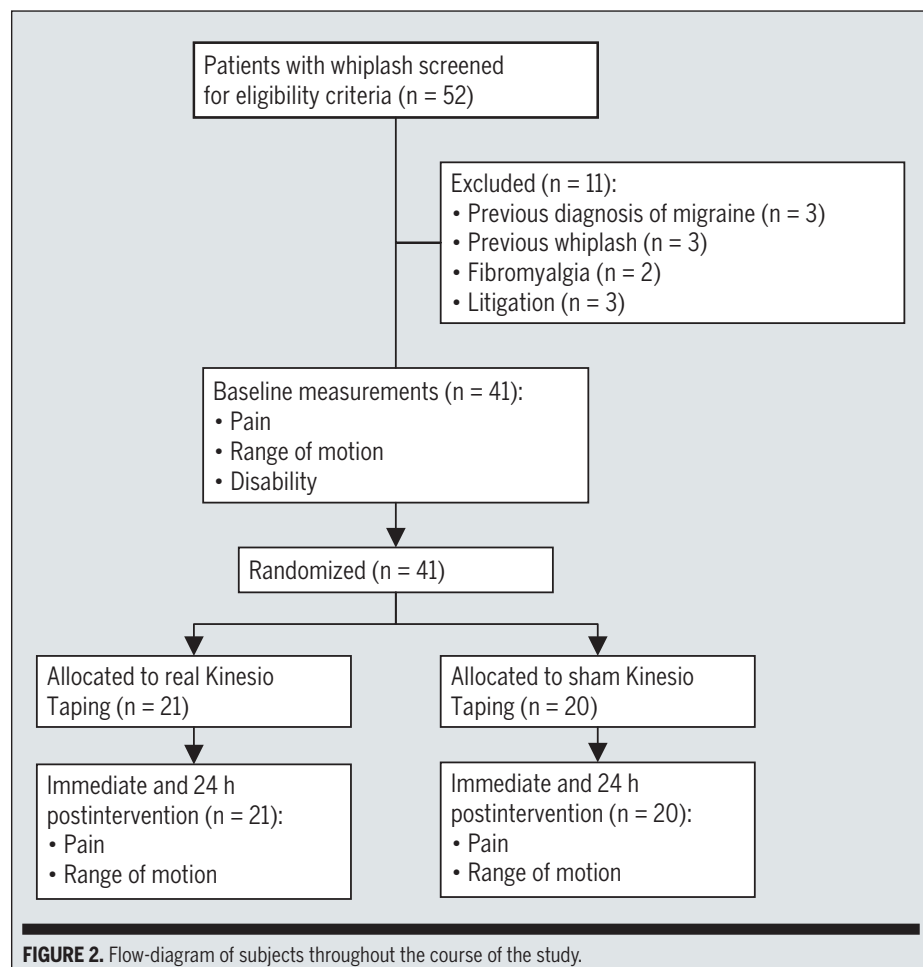 Patients with whiplash screened
for eligibility criteria (n = 52)
Excluded (n = 11):
• Previous diagnosis of migraine (n = 3)
• Previous whiplash (n = 3)
• Fibromyalgia (n = 2)
• Litigation (n = 3)
Baseline measurements (n = 41):
• Pain
• Range of motion
• Disability
Randomized (n = 41)
Allocated to real Kinesio
Taping (n = 21)
Allocated to sham Kinesio
Taping (n = 20)
Immediate and 24 h
postintervention (n = 21):
• Pain
• Range of motion
Immediate and 24 h
postintervention (n = 20):
• Pain
• Range of motion
FIGURE 2. Flow-diagram of subjects throughout the course of the study.